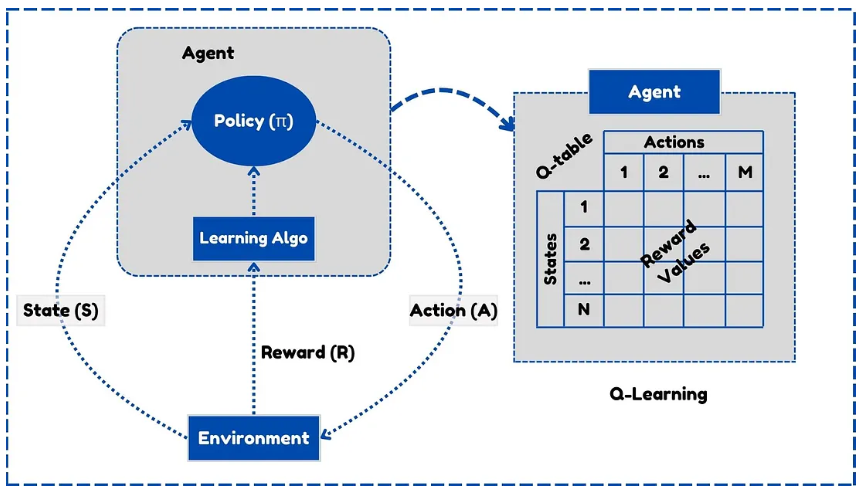 Agent
Policy (π)
Learning Algo
State (S)
Action (A)
Reward (R)
Environment
Agent
Q-table
Actions
1 2 ... M
States
1
2
...
N
Reward
Values
Q-Learning